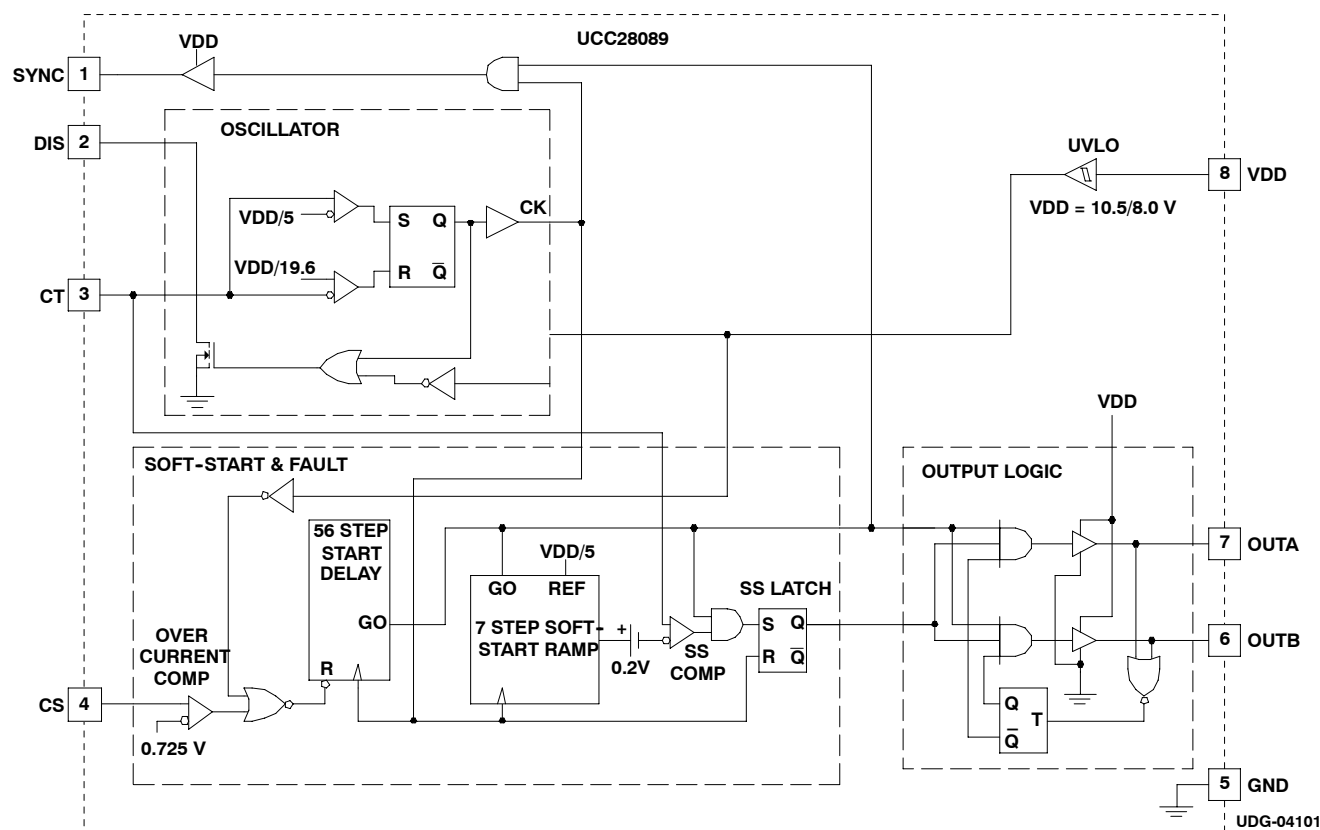 UCC28089
VDD
SYNC
1
DIS
2
OSCILLATOR
UVLO
8
VDD
VDD = 10.5/8.0 V
CK
VDD/5
S
Q
VDD/19.6
R
Q
CT
3
VDD
SOFT-START & FAULT
OUTPUT LOGIC
56 STEP
START
DELAY
VDD/5
7
OUTA
GO
REF
SS LATCH
GO
7 STEP SOFT-
START RAMP
+
S
Q
OVER
CURRENT
COMP
0.2V
SS
COMP
R
Q
6
OUTB
R
CS
4
Q
T
Q
0.725 V
5
GND
UDG-04101